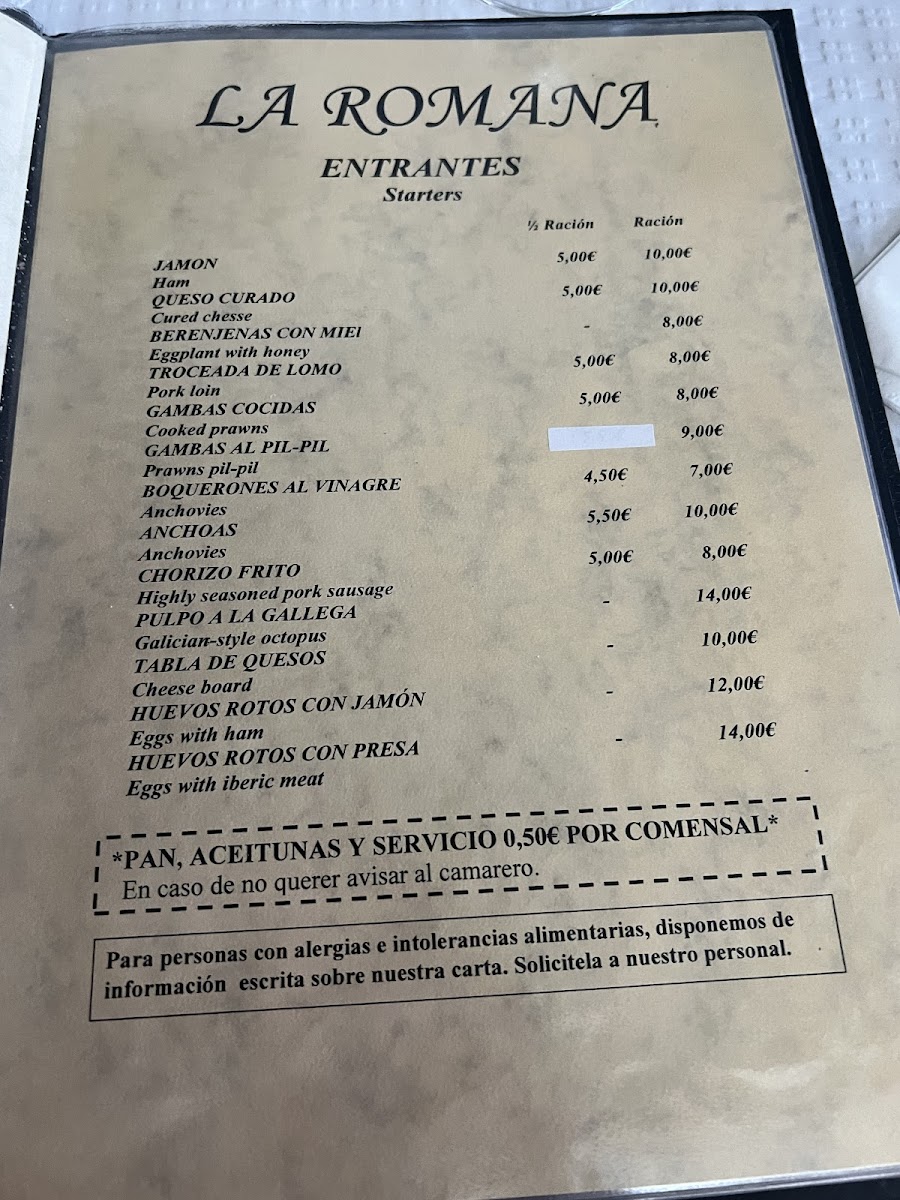 LA ROMANA
ENTRANTES
Starters
½ Ración Ración
JAMON 5,00€ 10,00€
Ham
QUESO CURADO 5,00€ 10,00€
Cured chesse
BERENJENAS CON MIEl - 8,00€
Eggplant with honey
TROCEADA DE LOMO 5,00€ 8,00€
Pork loin
GAMBAS COCIDAS 5,00€ 8,00€
Cooked prawns
GAMBAS AL PIL-PIL 9,00€
Prawns pil-pil
BOQUERONES AL VINAGRE 4,50€ 7,00€
Anchovies
ANCHOAS 5,50€ 10,00€
Anchovies
CHORIZO FRITO 5,00€ 8,00€
Highly seasoned pork sausage
PULPO A LA GALLEGA - 14,00€
Galician-style octopus
TABLA DE QUESOS - 10,00€
Cheese board
HUEVOS ROTOS CON JAMÓN - 12,00€
Eggs with ham
HUEVOS ROTOS CON PRESA - 14,00€
Eggs with iberic meat
*PAN, ACEITUNAS Y SERVICIO 0,50€ POR COMENSAL*
En caso de no querer avisar al camarero.
Para personas con alergias e intolerancias alimentarias, disponemos de
información escrita sobre nuestra carta. Solicitela a nuestro personal.